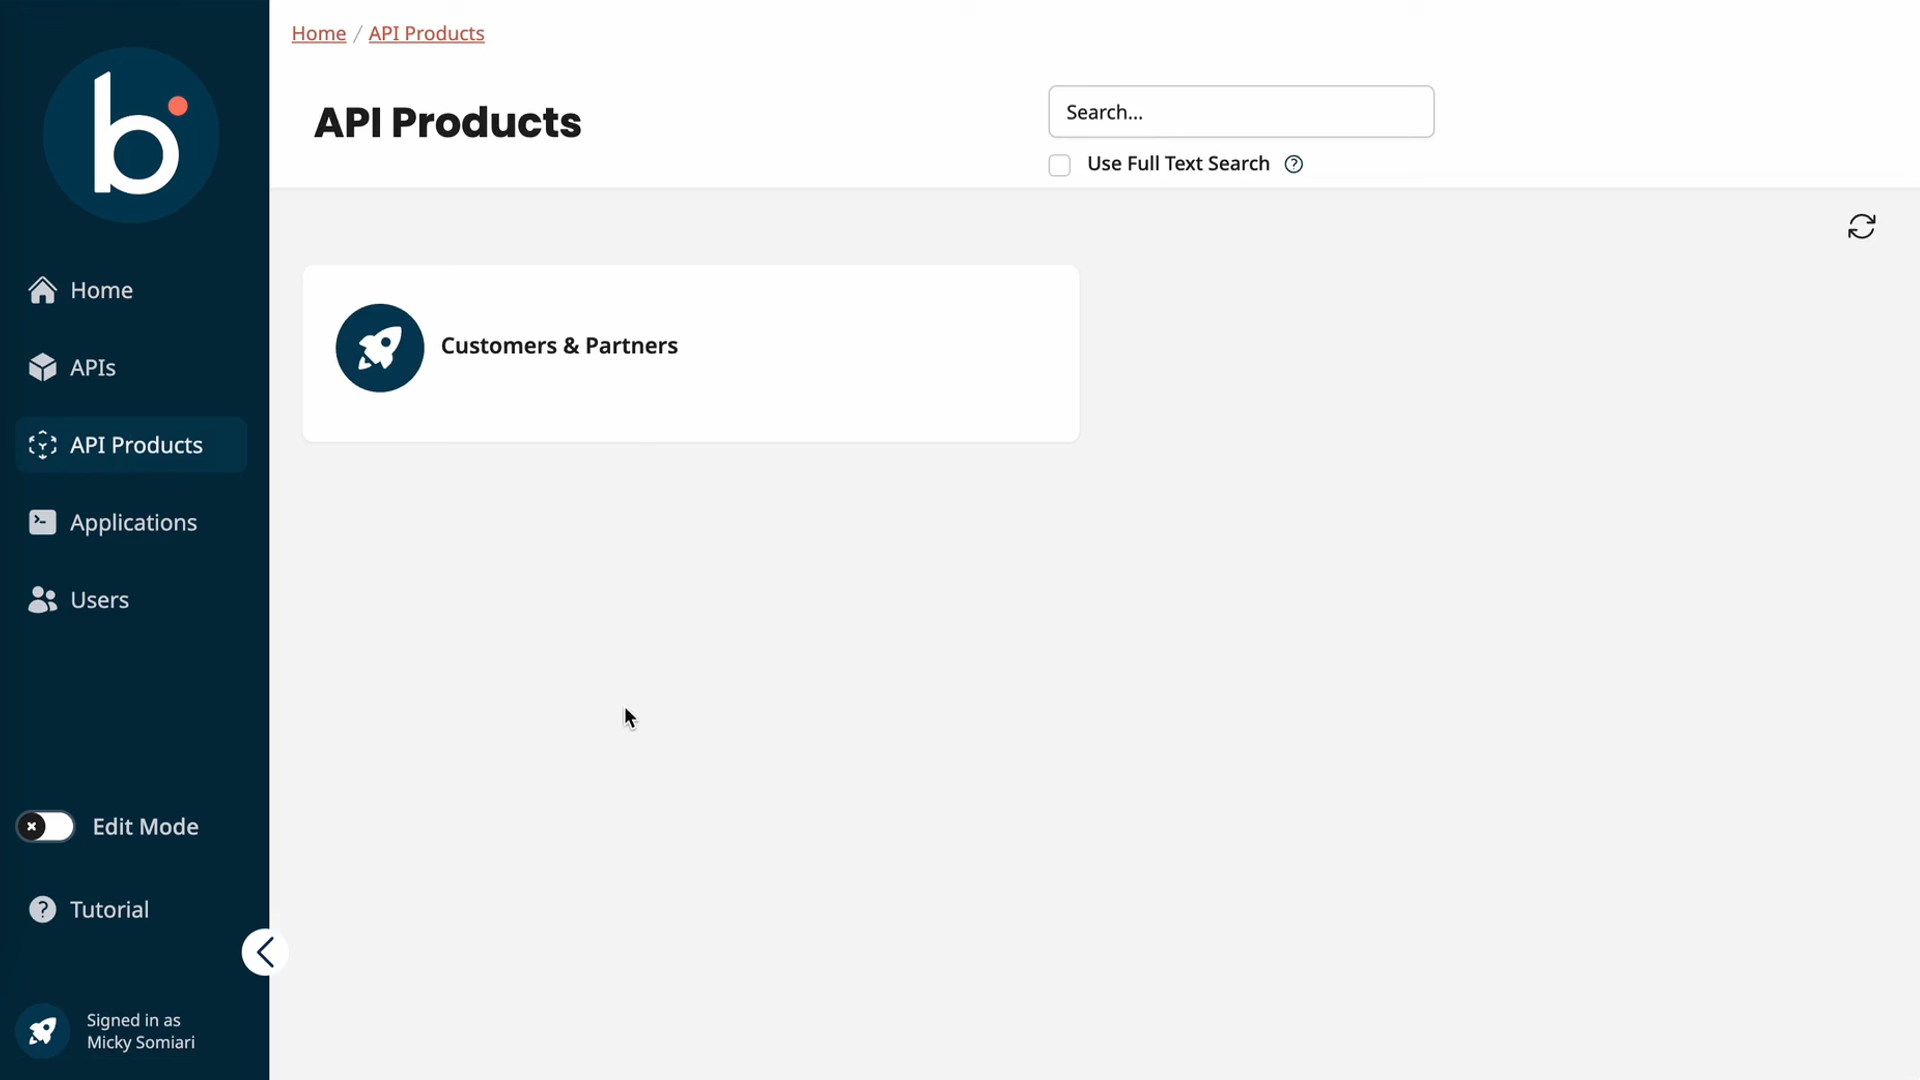 Home / API Products
API Products
Search...
Use Full Text Search
Customers & Partners
b
Home
APIs
API Products
Applications
Users
Edit Mode
Tutorial
Signed in as
Micky Somiari